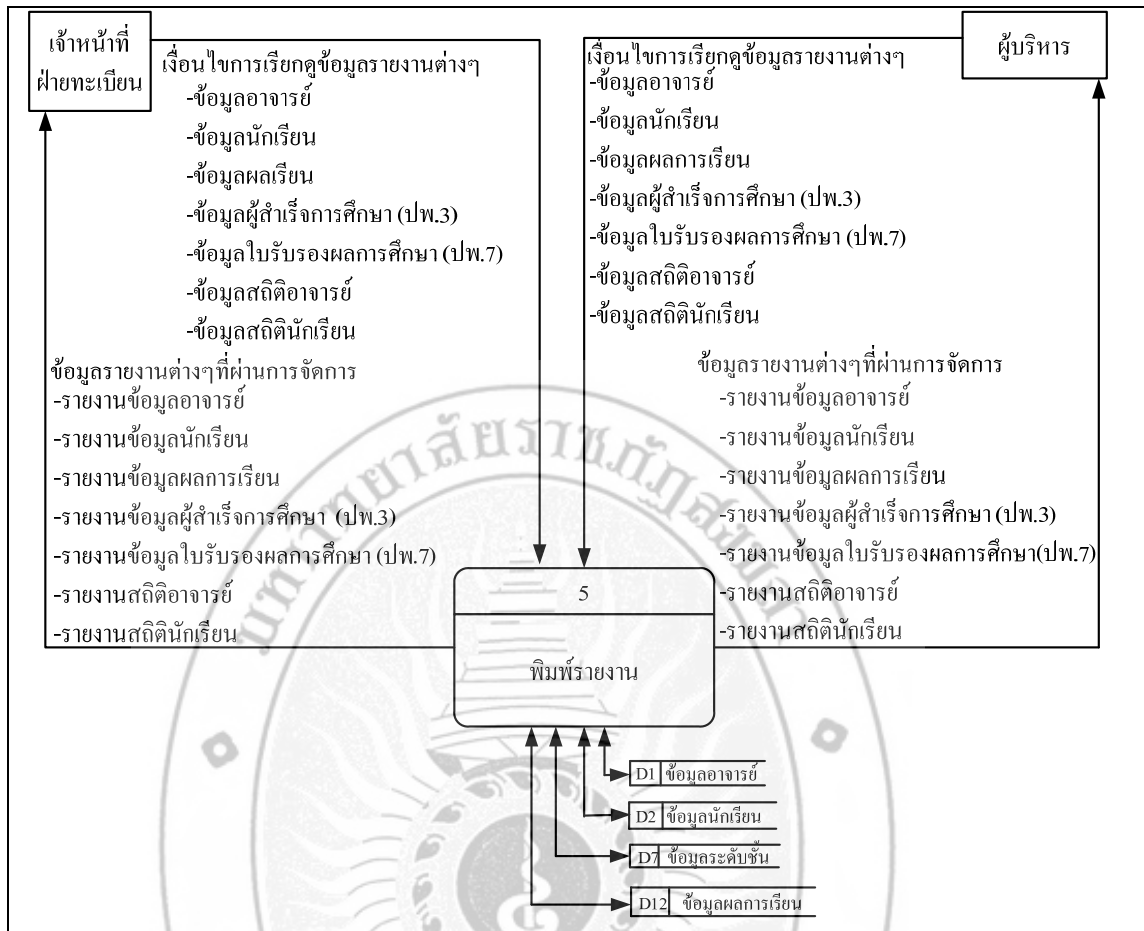 เจ้าหน้าที่
ฝ่ายทะเบียน
เงื่อนไขการเรียกดูข้อมูลรายงานต่างๆ
-ข้อมูลอาจารย์
-ข้อมูลนักเรียน
-ข้อมูลผลเรียน
-ข้อมูลผู้สำเร็จการศึกษา (ปพ.3)
-ข้อมูลใบรับรองผลการศึกษา (ปพ.7)
-ข้อมูลสถิติอาจารย์
-ข้อมูลสถิตินักเรียน
ผู้บริหาร
เงื่อนไขการเรียกดูข้อมูลรายงานต่างๆ
-ข้อมูลอาจารย์
-ข้อมูลนักเรียน
-ข้อมูลผลการเรียน
-ข้อมูลผู้สำเร็จการศึกษา (ปพ.3)
-ข้อมูลใบรับรองผลการศึกษา (ปพ.7)
-ข้อมูลสถิติอาจารย์
-ข้อมูลสถิตินักเรียน
ข้อมูลรายงานต่างๆที่ผ่านการจัดการ
-รายงานข้อมูลอาจารย์
-รายงานข้อมูลนักเรียน
-รายงานข้อมูลผลการเรียน
-รายงานข้อมูลผู้สำเร็จการศึกษา (ปพ.3)
-รายงานข้อมูลใบรับรองผลการศึกษา (ปพ.7)
-รายงานสถิติอาจารย์
-รายงานสถิตินักเรียน
ข้อมูลรายงานต่างๆที่ผ่านการจัดการ
-รายงานข้อมูลอาจารย์
-รายงานข้อมูลนักเรียน
-รายงานข้อมูลผลการเรียน
-รายงานข้อมูลผู้สำเร็จการศึกษา (ปพ.3)
-รายงานข้อมูลใบรับรองผลการศึกษา(ปพ.7)
-รายงานสถิติอาจารย์
-รายงานสถิตินักเรียน
มหาวิทยาลัยราชภัฏสงขลา
5
พิมพ์รายงาน
D1 ข้อมูลอาจารย์
D2 ข้อมูลนักเรียน
D7 ข้อมูลระดับชั้น
D12 ข้อมูลผลการเรียน